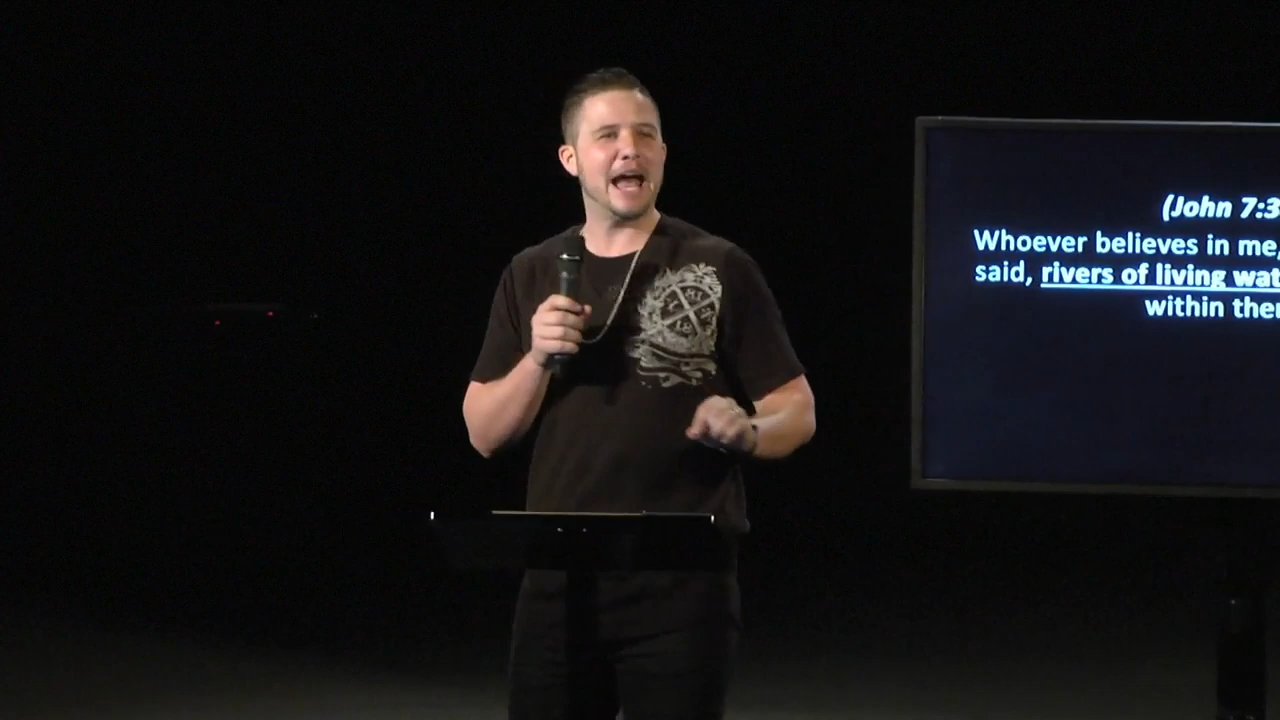 (John 7:3
Whoever believes in me,
said, rivers of living wat
within the